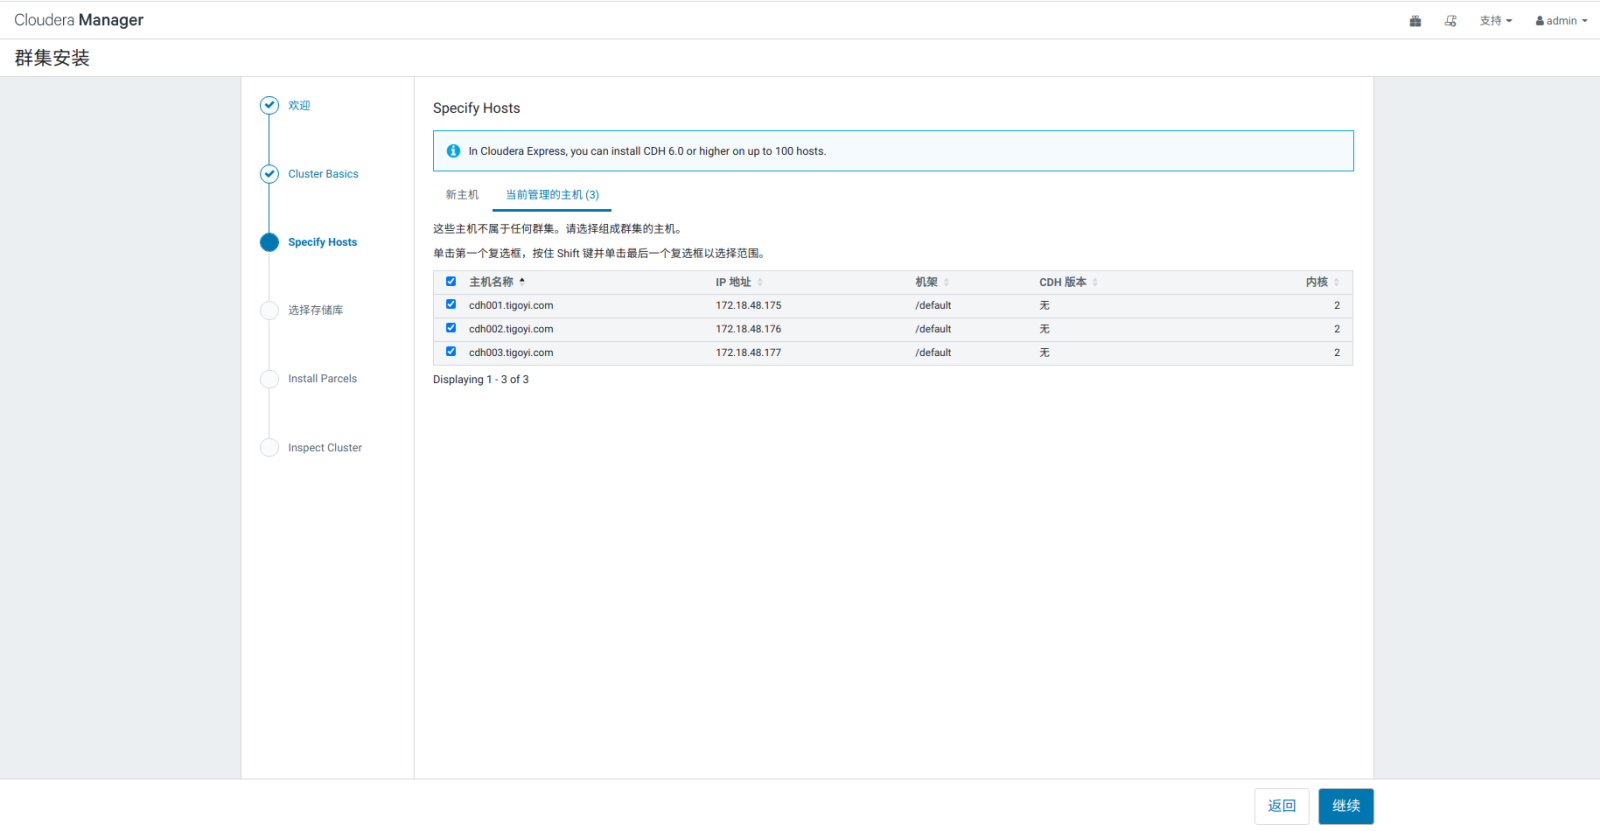 Cloudera Manager
支持
admin
群集安装
欢迎
Cluster Basics
Specify Hosts
选择存储库
Install Parcels
Inspect Cluster
Specify Hosts
In Cloudera Express, you can install CDH 6.0 or higher on up to 100 hosts.
新主机 当前管理的主机 (3)
这些主机不属于任何群集。请选择组成群集的主机。
单击第一个复选框，按住 Shift 键并单击最后一个复选框以选择范围。
主机名称 IP 地址 机架 CDH 版本 内核
cdh001.tigoyi.com 172.18.48.175 /default 无 2
cdh002.tigoyi.com 172.18.48.176 /default 无 2
cdh003.tigoyi.com 172.18.48.177 /default 无 2
Displaying 1 - 3 of 3
返回 继续